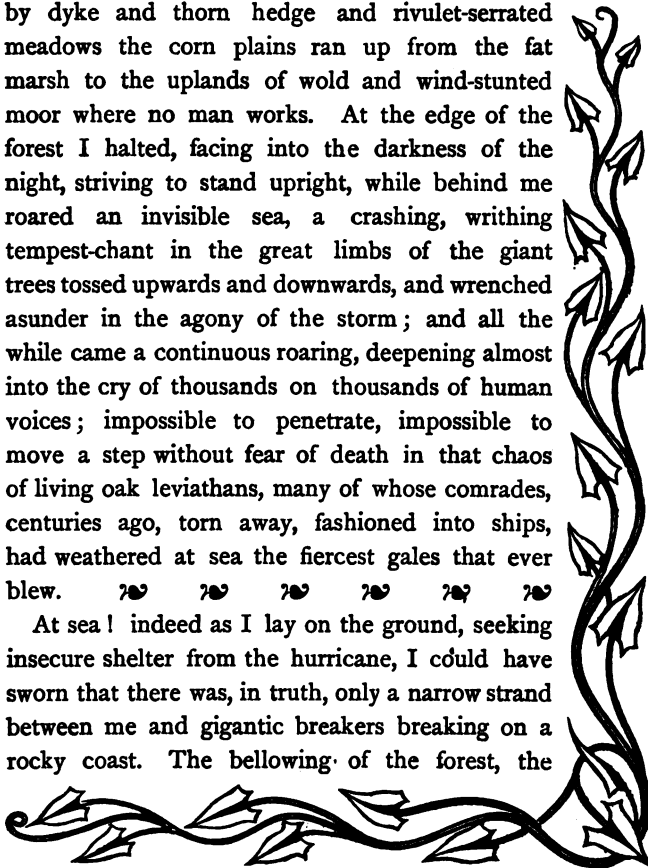 by dyke and thorn hedge and rivulet-serrated
meadows the corn plains ran up from the fat
marsh to the uplands of wold and wind-stunted
moor where no man works. At the edge of the
forest I halted, facing into the darkness of the
night, striving to stand upright, while behind me
roared an invisible sea, a crashing, writhing
tempest-chant in the great limbs of the giant
trees tossed upwards and downwards, and wrenched
asunder in the agony of the storm; and all the
while came a continuous roaring, deepening almost
into the cry of thousands on thousands of human
voices; impossible to penetrate, impossible to
move a step without fear of death in that chaos
of living oak leviathans, many of whose comrades,
centuries ago, torn away, fashioned into ships,
had weathered at sea the fiercest gales that ever
blew.
At sea! indeed as I lay on the ground, seeking
insecure shelter from the hurricane, I could have
sworn that there was, in truth, only a narrow strand
between me and gigantic breakers breaking on a
rocky coast. The bellowing of the forest, the